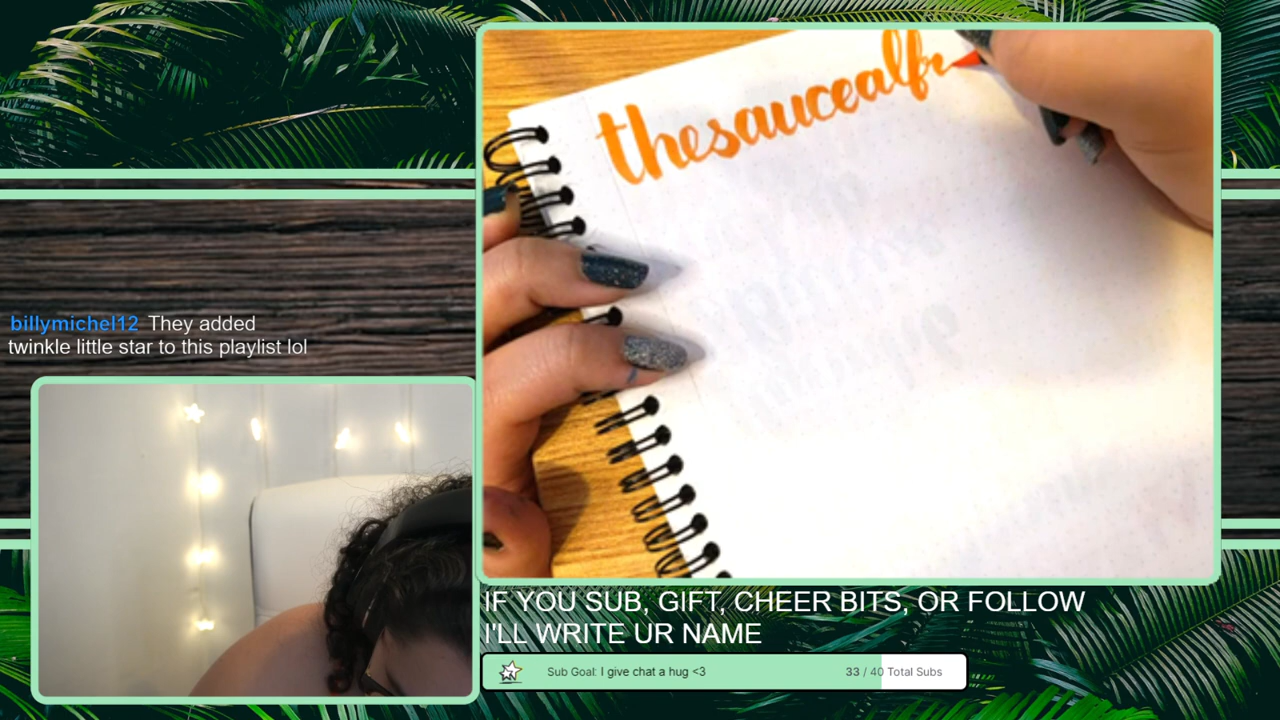 thesaucealfr
billymichel12 They added
twinkle little star to this playlist lol
IF YOU SUB, GIFT, CHEER BITS, OR FOLLOW
I'LL WRITE UR NAME
Sub Goal: I give chat a hug <3 33 / 40 Total Subs